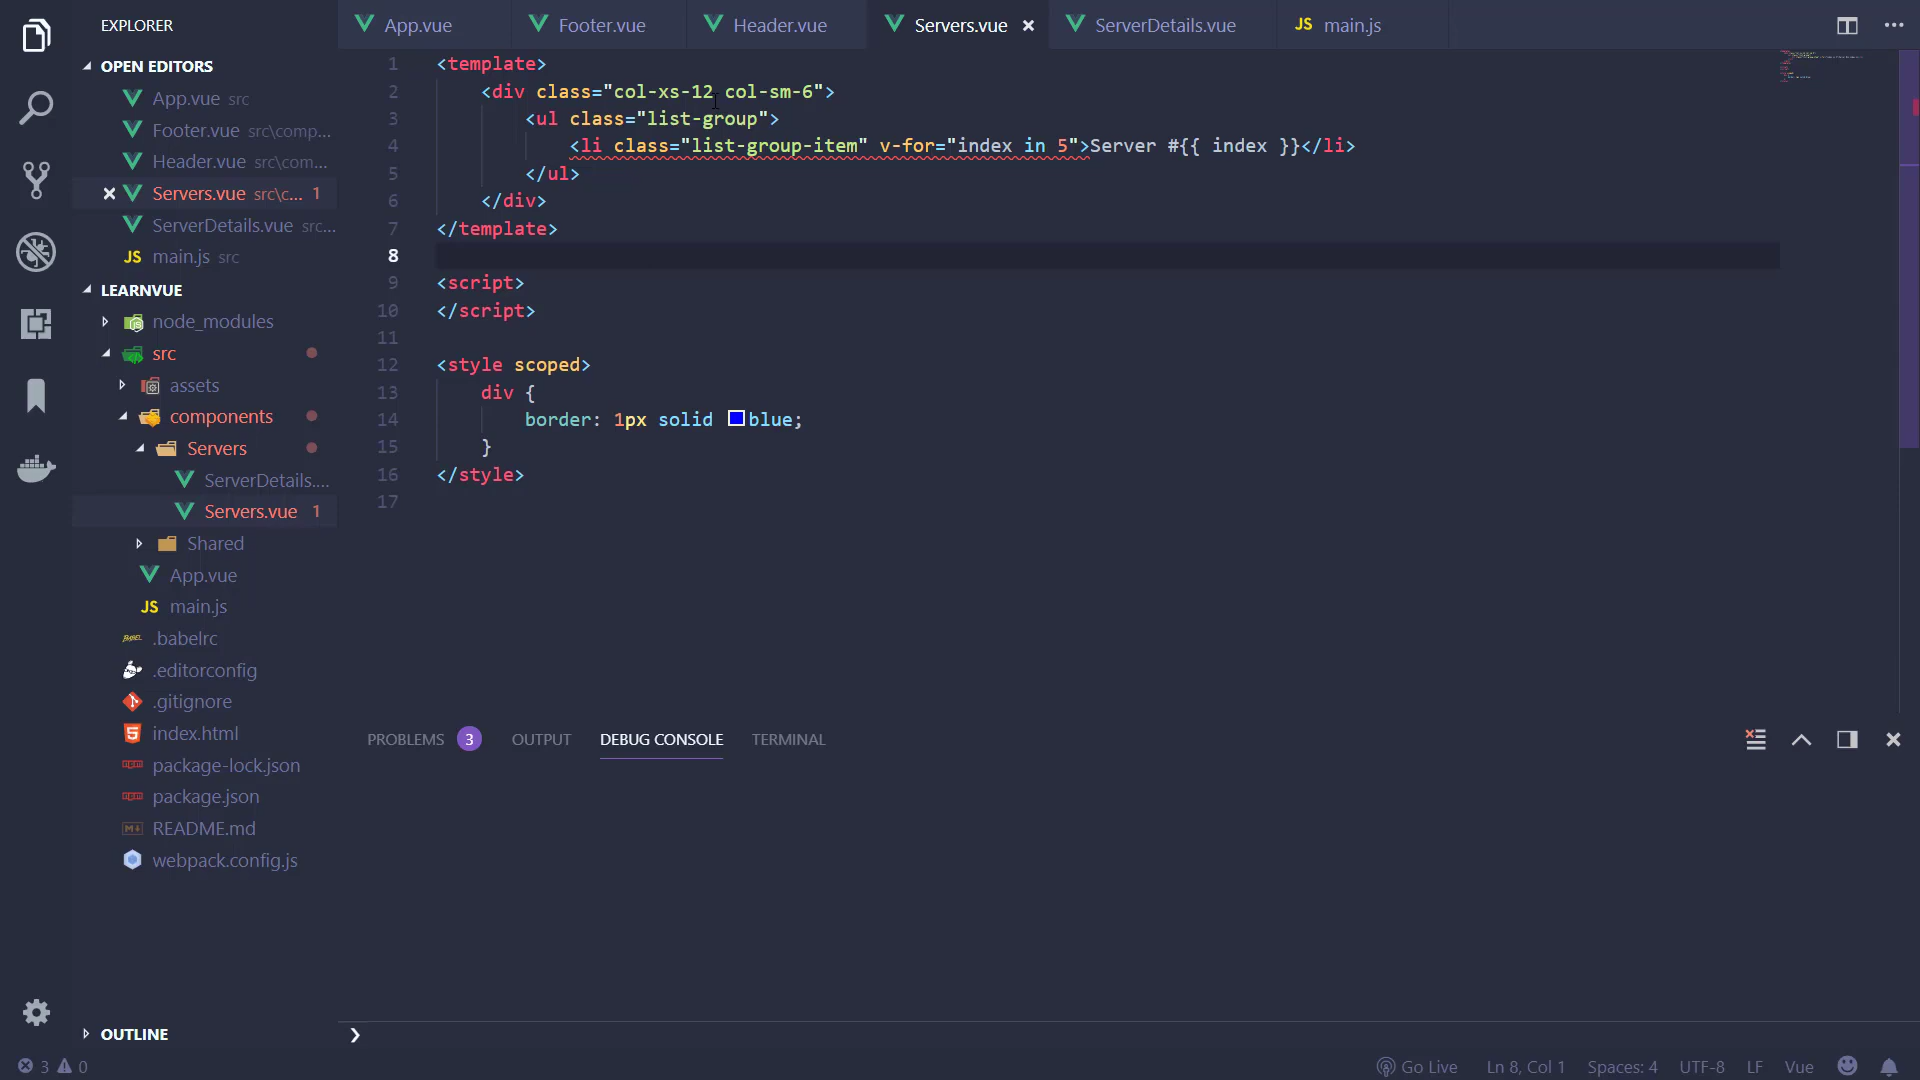 EXPLORER
OPEN EDITORS
App.vue src
Footer.vue src\comp...
Header.vue src\com...
Servers.vue src\c... 1
ServerDetails.vue src...
JS main.js src
LEARNVUE
node_modules
src
assets
components
Servers
ServerDetails....
Servers.vue 1
Shared
App.vue
JS main.js
BABEL .babelrc
.editorconfig
.gitignore
5 index.html
npm package-lock.json
npm package.json
M README.md
webpack.config.js
OUTLINE
App.vue
Footer.vue
Header.vue
Servers.vue
ServerDetails.vue
JS main.js
1 <template>
2 <div class="col-xs-12 col-sm-6">
3 <ul class="list-group">
4 <li class="list-group-item" v-for="index in 5">Server #{{ index }}</li>
5 </ul>
6 </div>
7 </template>
8
9 <script>
10 </script>
11
12 <style scoped>
13 div {
14 border: 1px solid blue;
15 }
16 </style>
17
PROBLEMS 3 OUTPUT DEBUG CONSOLE TERMINAL
3 0 Go Live Ln 8, Col 1 Spaces: 4 UTF-8 LF Vue